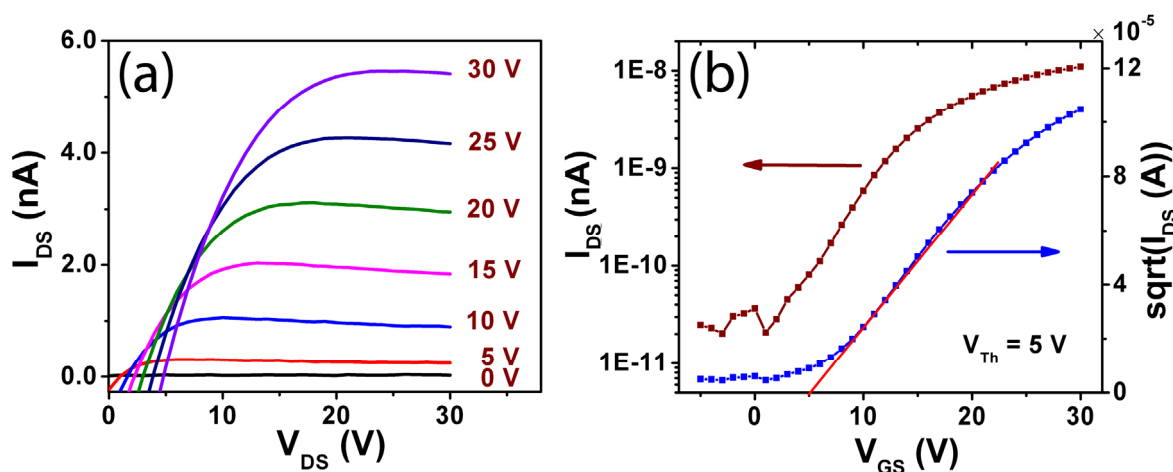 (a)
6.0
4.0
2.0
0.0
I_DS (nA)
30 V
25 V
20 V
15 V
10 V
5 V
0 V
0 10 20 30
V_DS (V)
(b)
1E-8
1E-9
1E-10
1E-11
I_DS (nA)
V_Th = 5 V
0 10 20 30
V_GS (V)
× 10^-5
12
8
4
0
sqrt(I_DS (A))